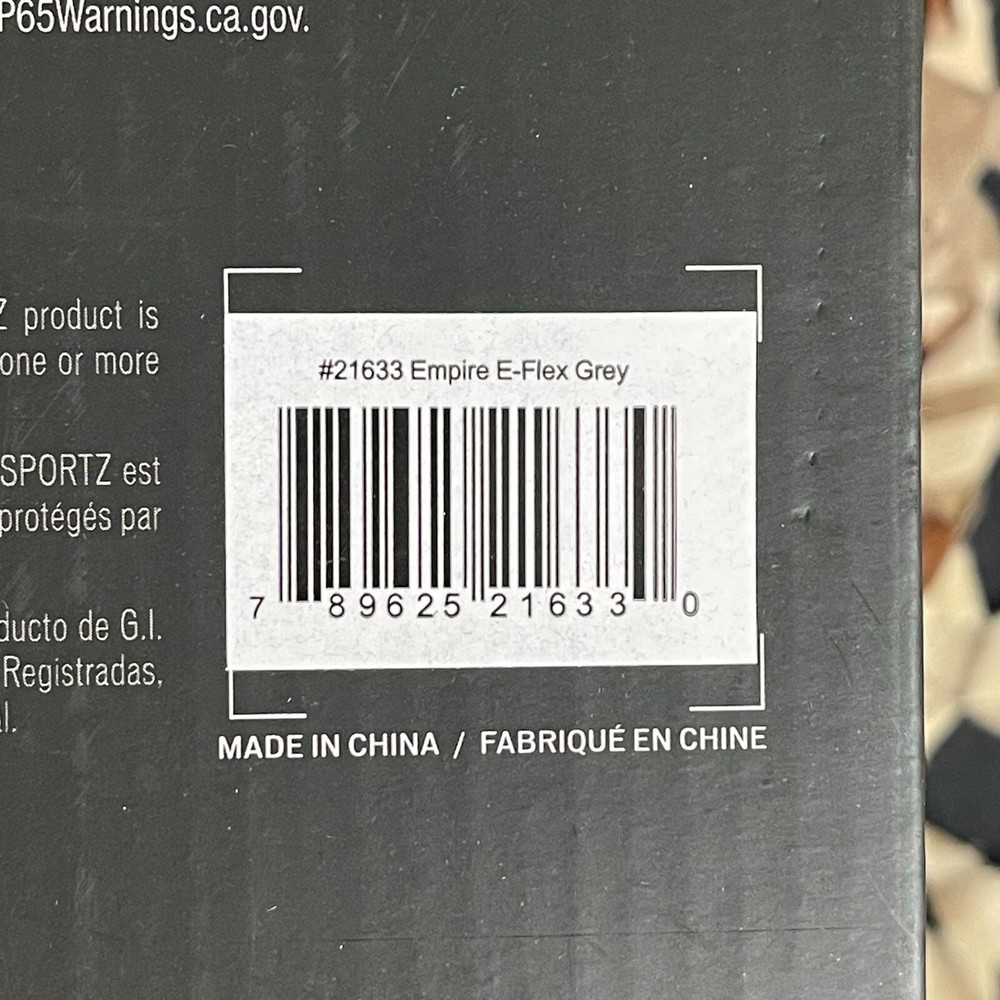 P65Warnings.ca.gov.
Z product is
one or more
SPORTZ est
protégés par
ducto de G.I.
Registradas,
al.
#21633 Empire E-Flex Grey
7 89625 21633 0
MADE IN CHINA / FABRIQUÉ EN CHINE